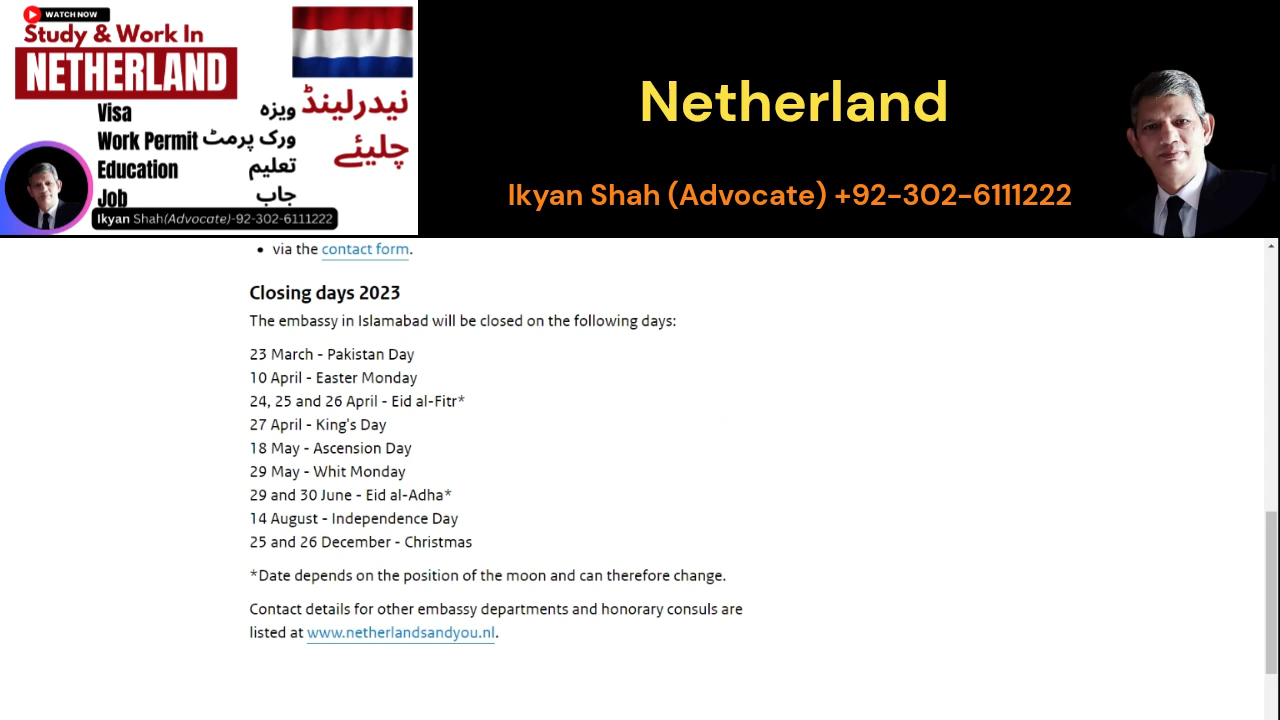 WATCH NOW
Study & Work In
NETHERLAND
نیدرلینڈ
چلیئے
Visa
ویزہ
Work Permit
ورک پرمٹ
Education
تعلیم
Job
جاب
Ikyan Shah(Advocate)-92-302-6111222
Netherland
Ikyan Shah (Advocate) +92-302-6111222
• via the contact form.
Closing days 2023
The embassy in Islamabad will be closed on the following days:
23 March - Pakistan Day
10 April - Easter Monday
24, 25 and 26 April - Eid al-Fitr*
27 April - King's Day
18 May - Ascension Day
29 May - Whit Monday
29 and 30 June - Eid al-Adha*
14 August - Independence Day
25 and 26 December - Christmas
*Date depends on the position of the moon and can therefore change.
Contact details for other embassy departments and honorary consuls are
listed at www.netherlandsandyou.nl.